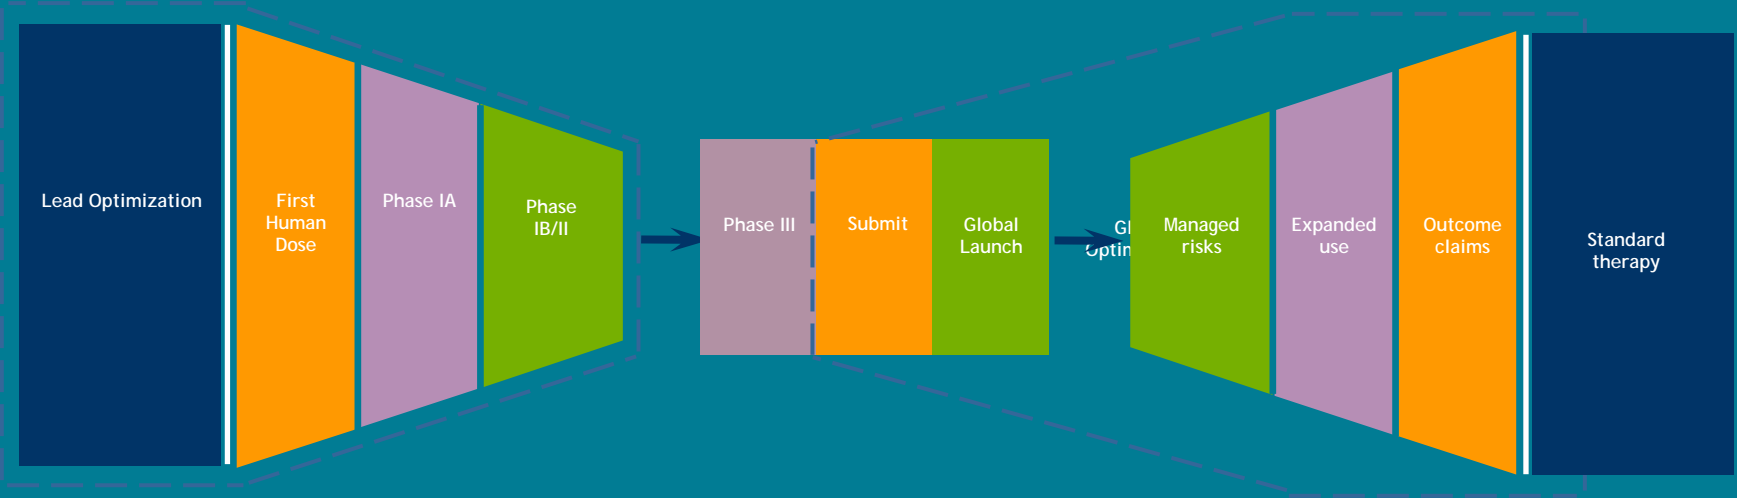 Lead Optimization
First
Human
Dose
Phase IA
Phase
IB/II
Phase III
Submit
Global
Launch
Managed
risks
Expanded
use
Outcome
claims
Standard
therapy